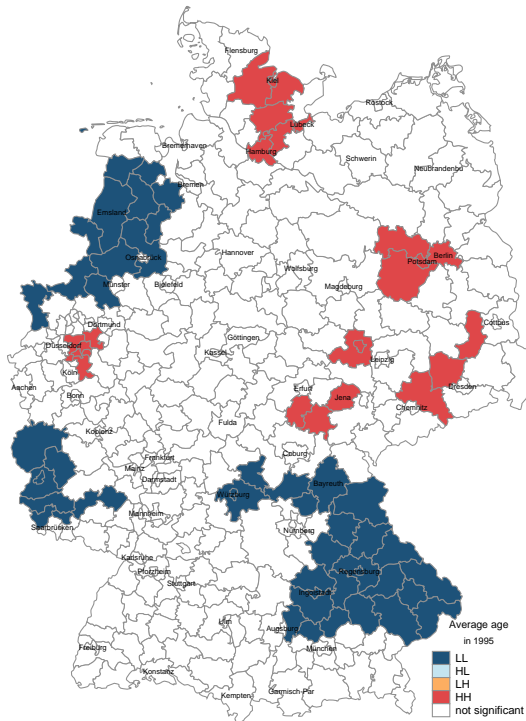 Flensburg
Kiel
Rostock
Lübeck
Hamburg
Bremerhaven
Schwerin
Neubrandenbu
Bremen
Emsland
Hannover
Berlin
Potsdam
Osnabrück
Wolfsburg
Münster
Bielefeld
Magdeburg
Cottbus
Dortmund
Göttingen
Düsseldorf
Kassel
Leipzig
Köln
Aachen
Erfurt
Dresden
Bonn
Jena
Chemnitz
Koblenz
Fulda
Frankfurt
Coburg
Mainz
Darmstadt
Bayreuth
Würzburg
Mannheim
Saarbrücken
Nürnberg
Karlsruhe
Pforzheim
Regensburg
Stuttgart
Ingolstadt
Ulm
Augsburg
Freiburg
München
Konstanz
Kempten
Garmisch-Par
Average age
in 1995
LL
HL
LH
HH
not significant